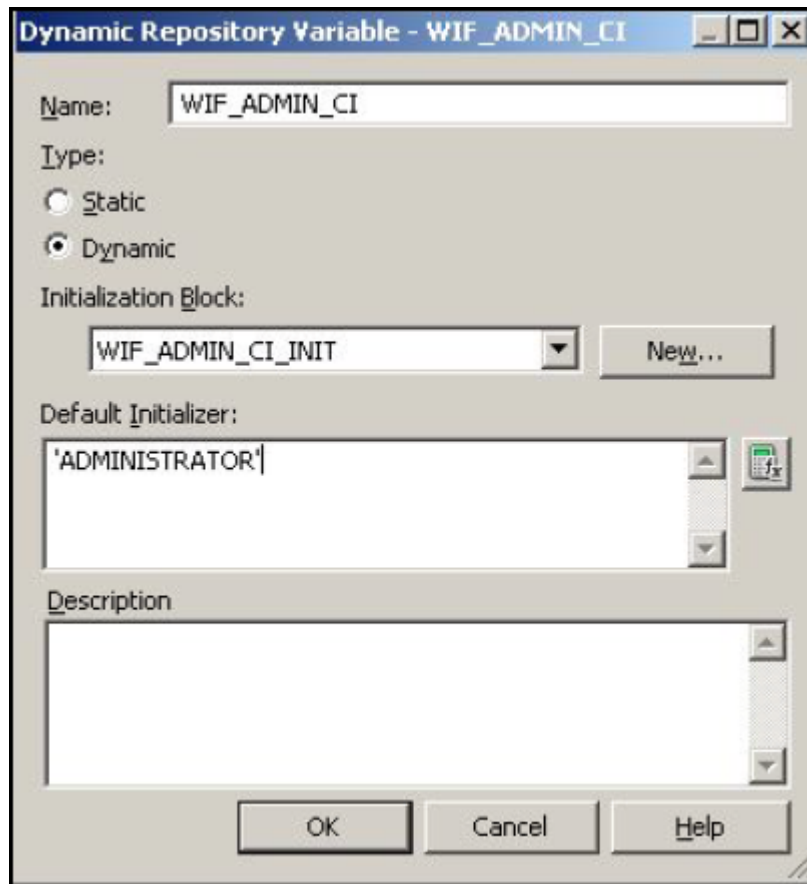 Dynamic Repository Variable - WIF_ADMIN_CI
Name: WIF_ADMIN_CI
Type:
Static
Dynamic
Initialization Block:
WIF_ADMIN_CI_INIT New...
Default Initializer:
'ADMINISTRATOR'
fx
Description
OK Cancel Help